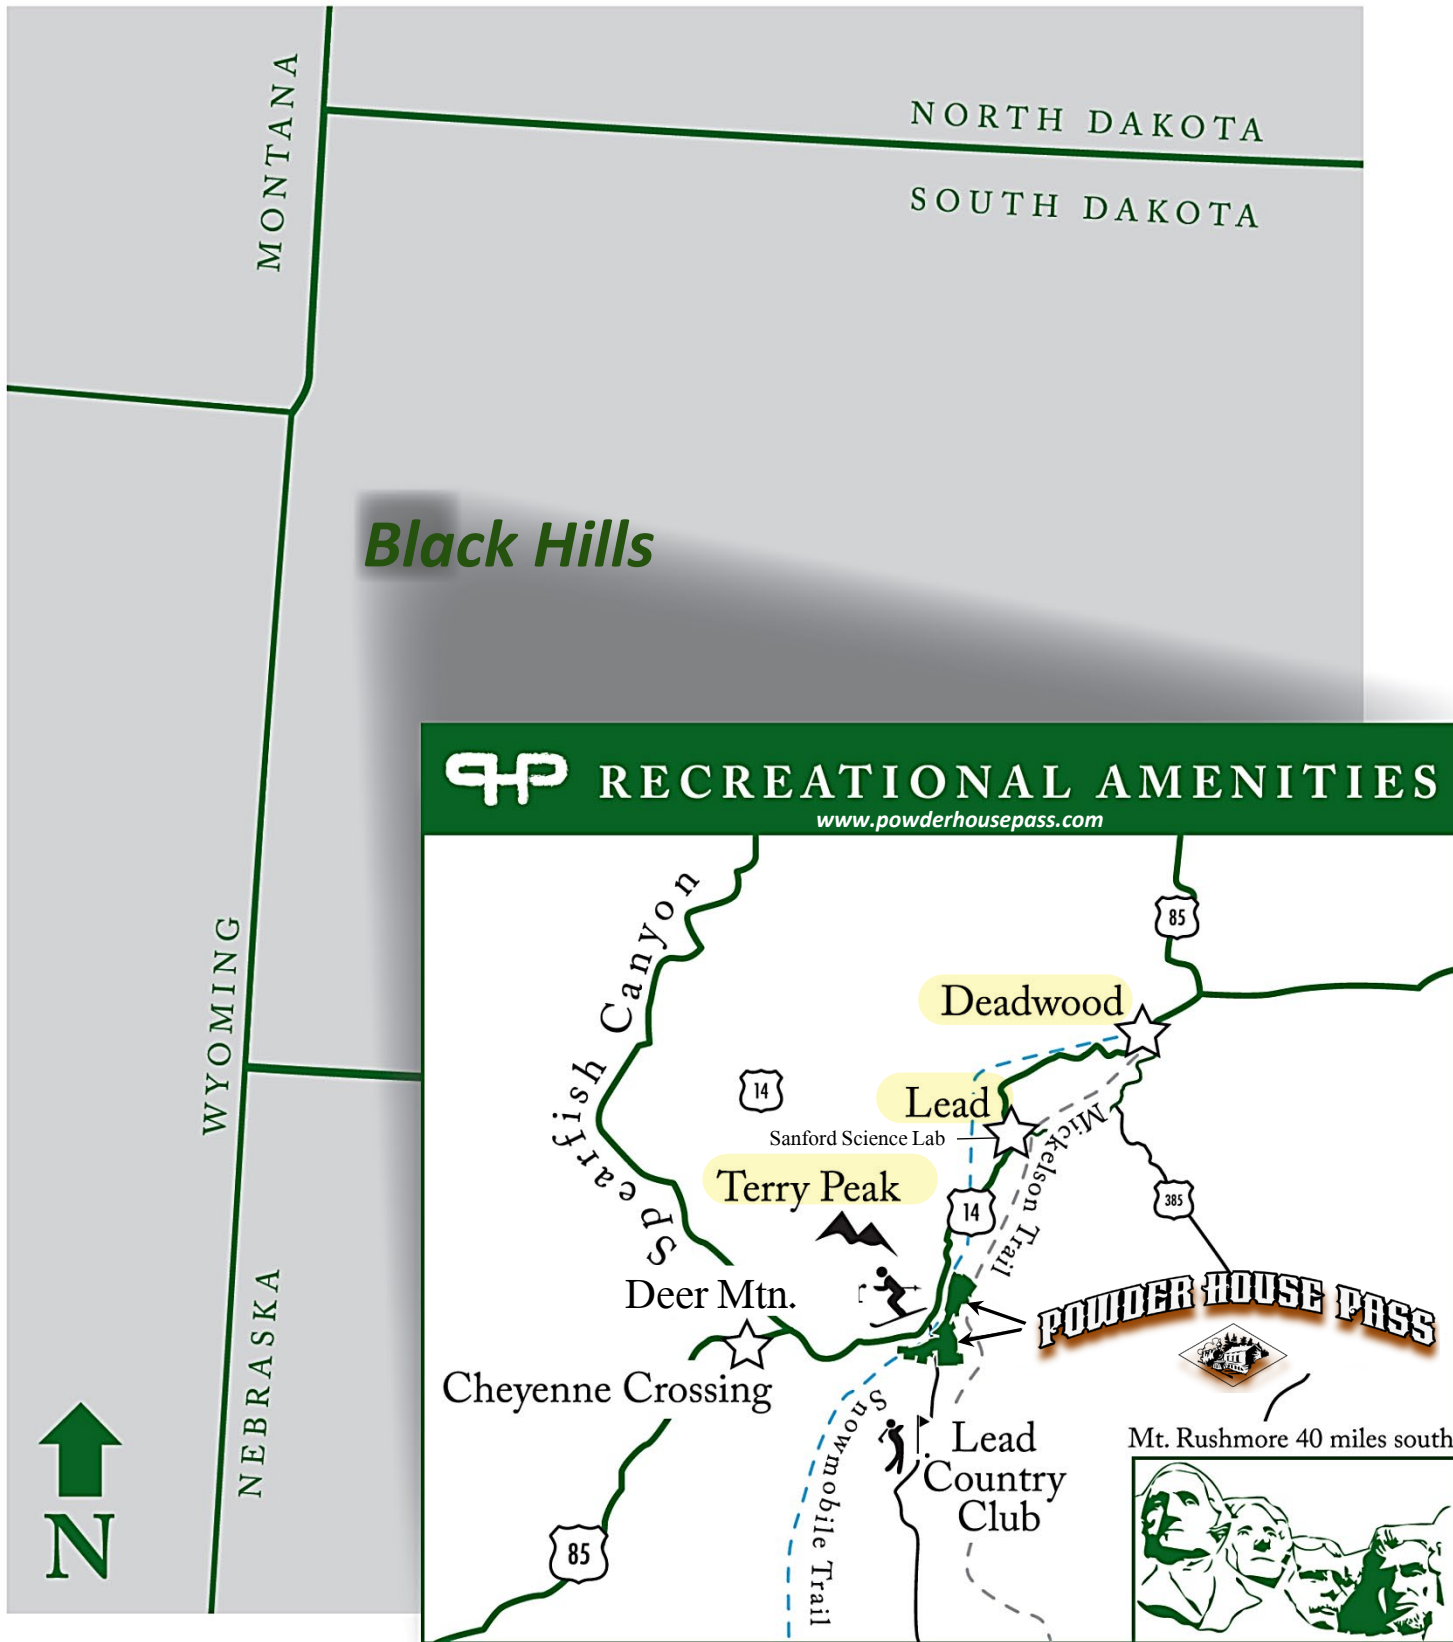 MONTANA
NORTH DAKOTA
SOUTH DAKOTA
Black Hills
WYOMING
NEBRASKA
N
PHP RECREATIONAL AMENITIES
www.powderhousepass.com
Spearfish Canyon
85
Deadwood
14
Lead
Sanford Science Lab
Mickelson Trail
Terry Peak
14
385
Deer Mtn.
POWDER HOUSE PASS
Cheyenne Crossing
Snowmobile Trail
Lead
Country
Club
Mt. Rushmore 40 miles south
85